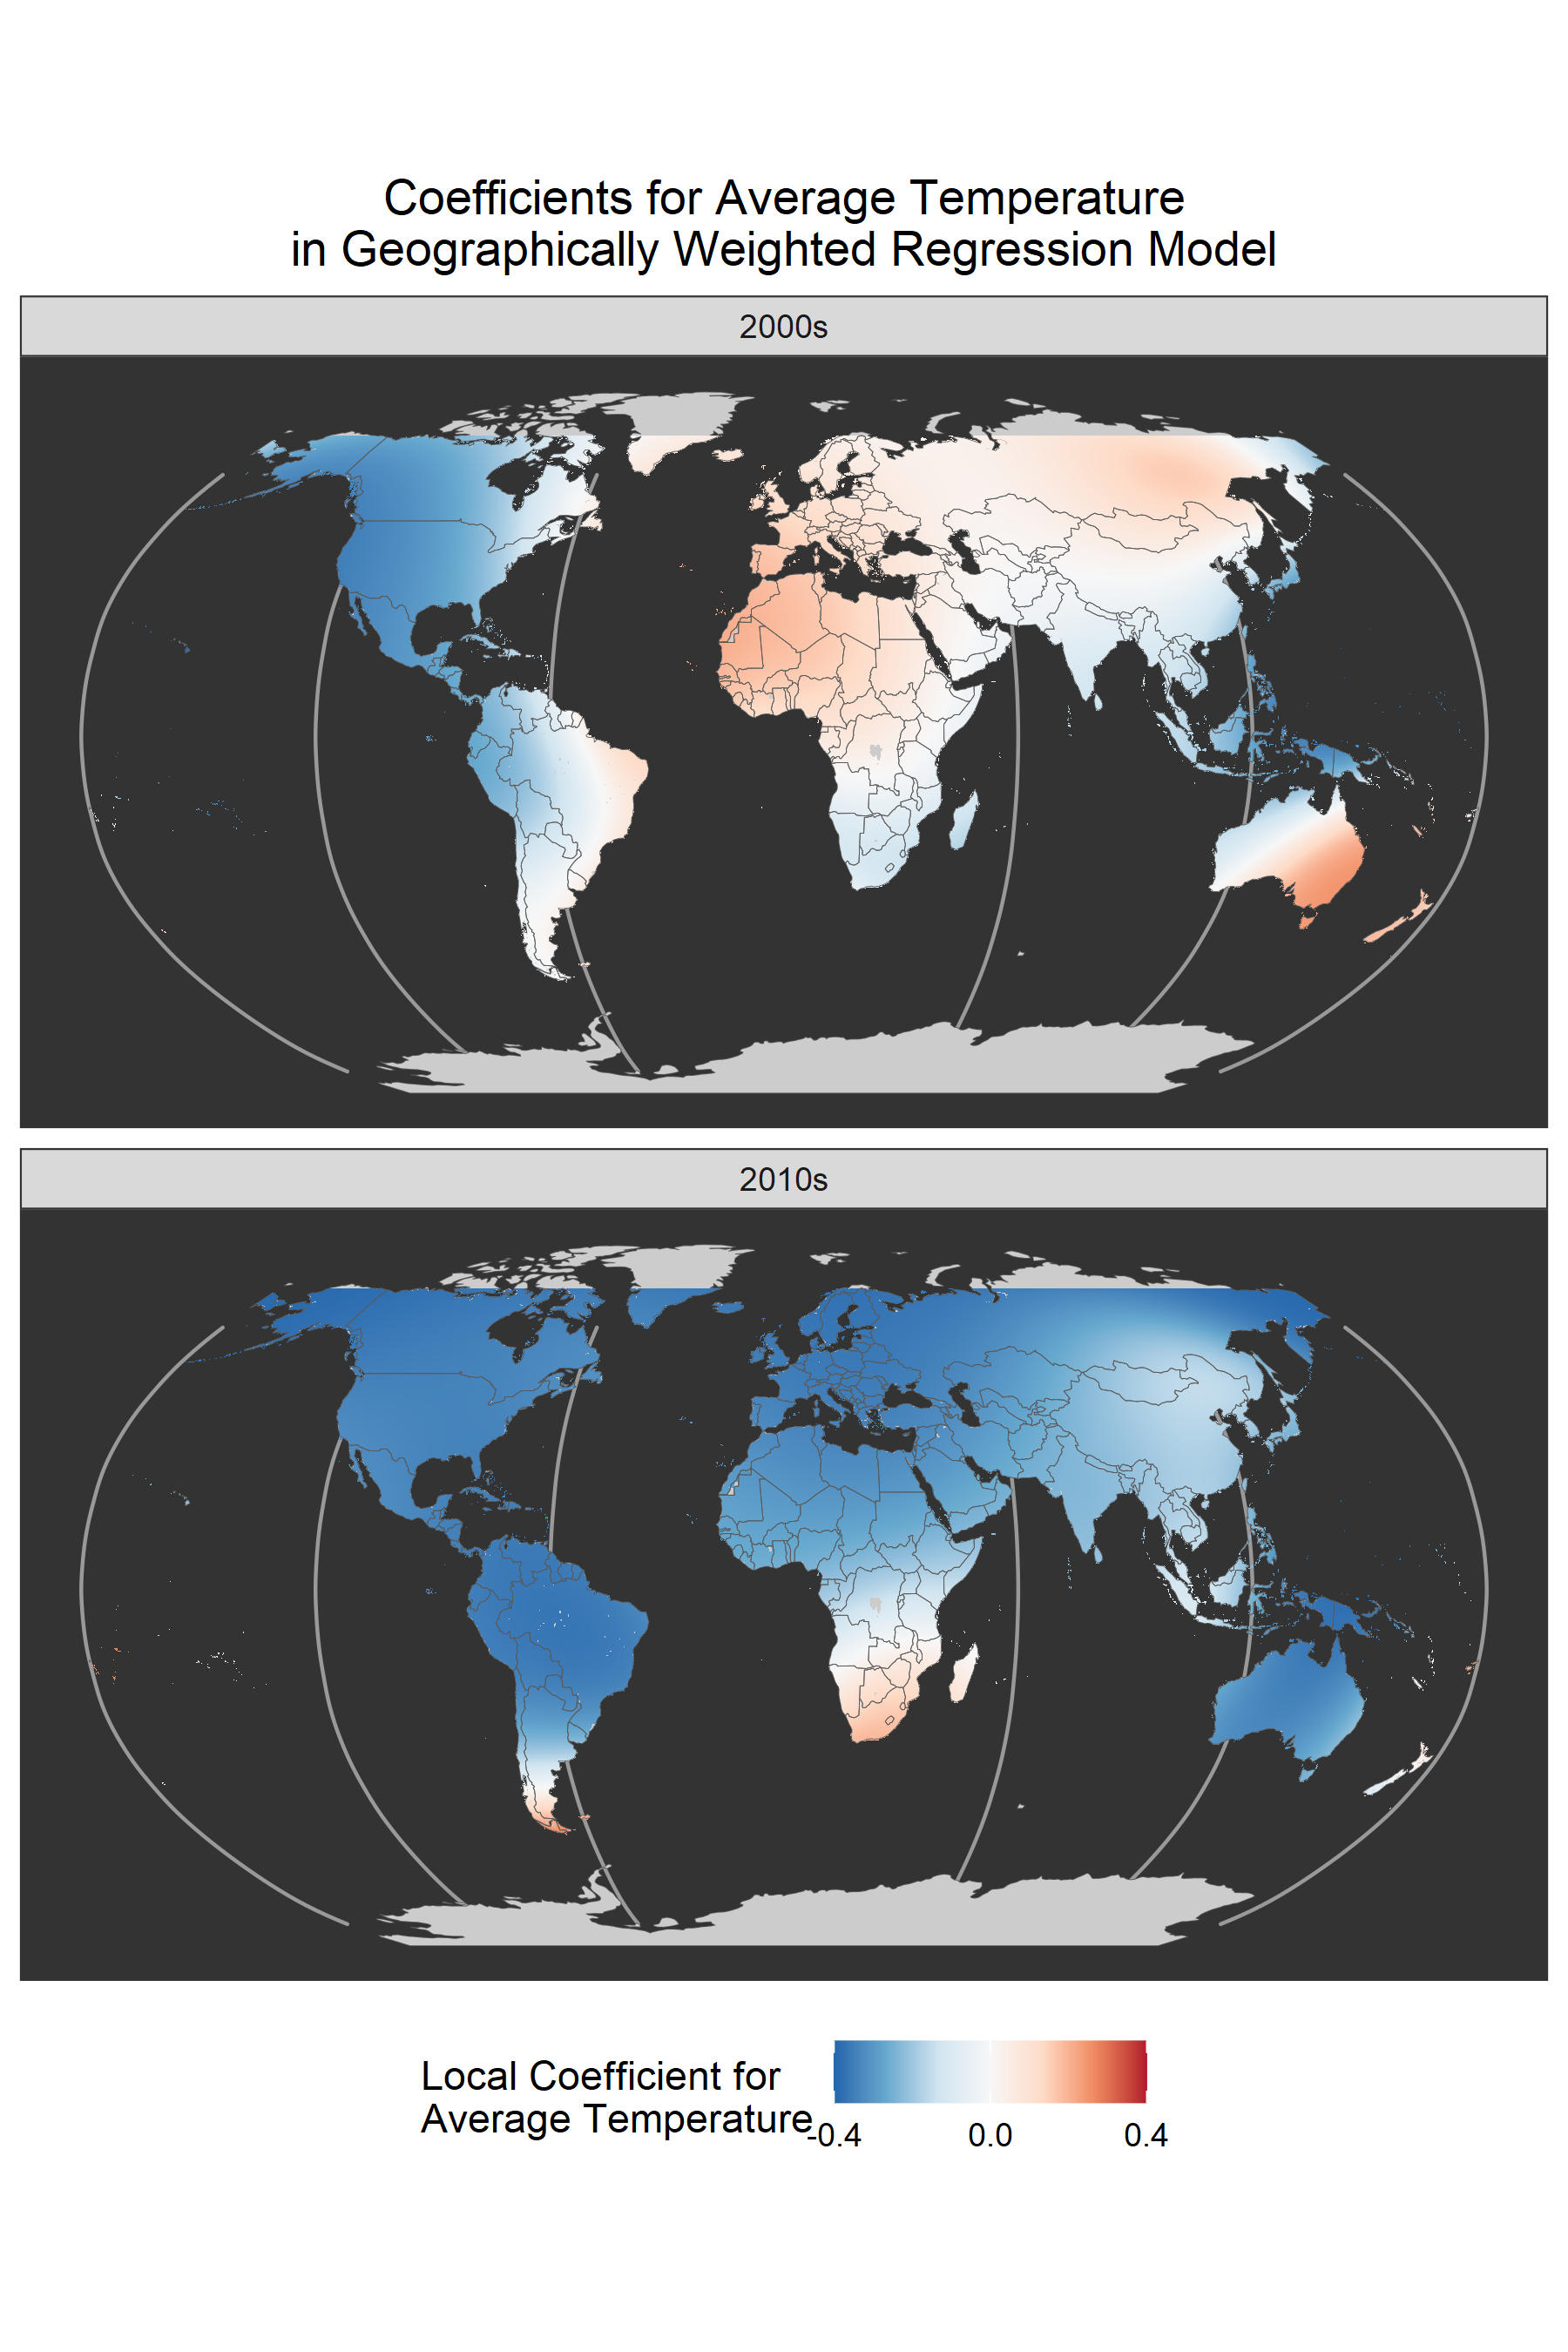 Coefficients for Average Temperature
in Geographically Weighted Regression Model
2000s
2010s
Local Coefficient for
Average Temperature
-0.4 0.0 0.4